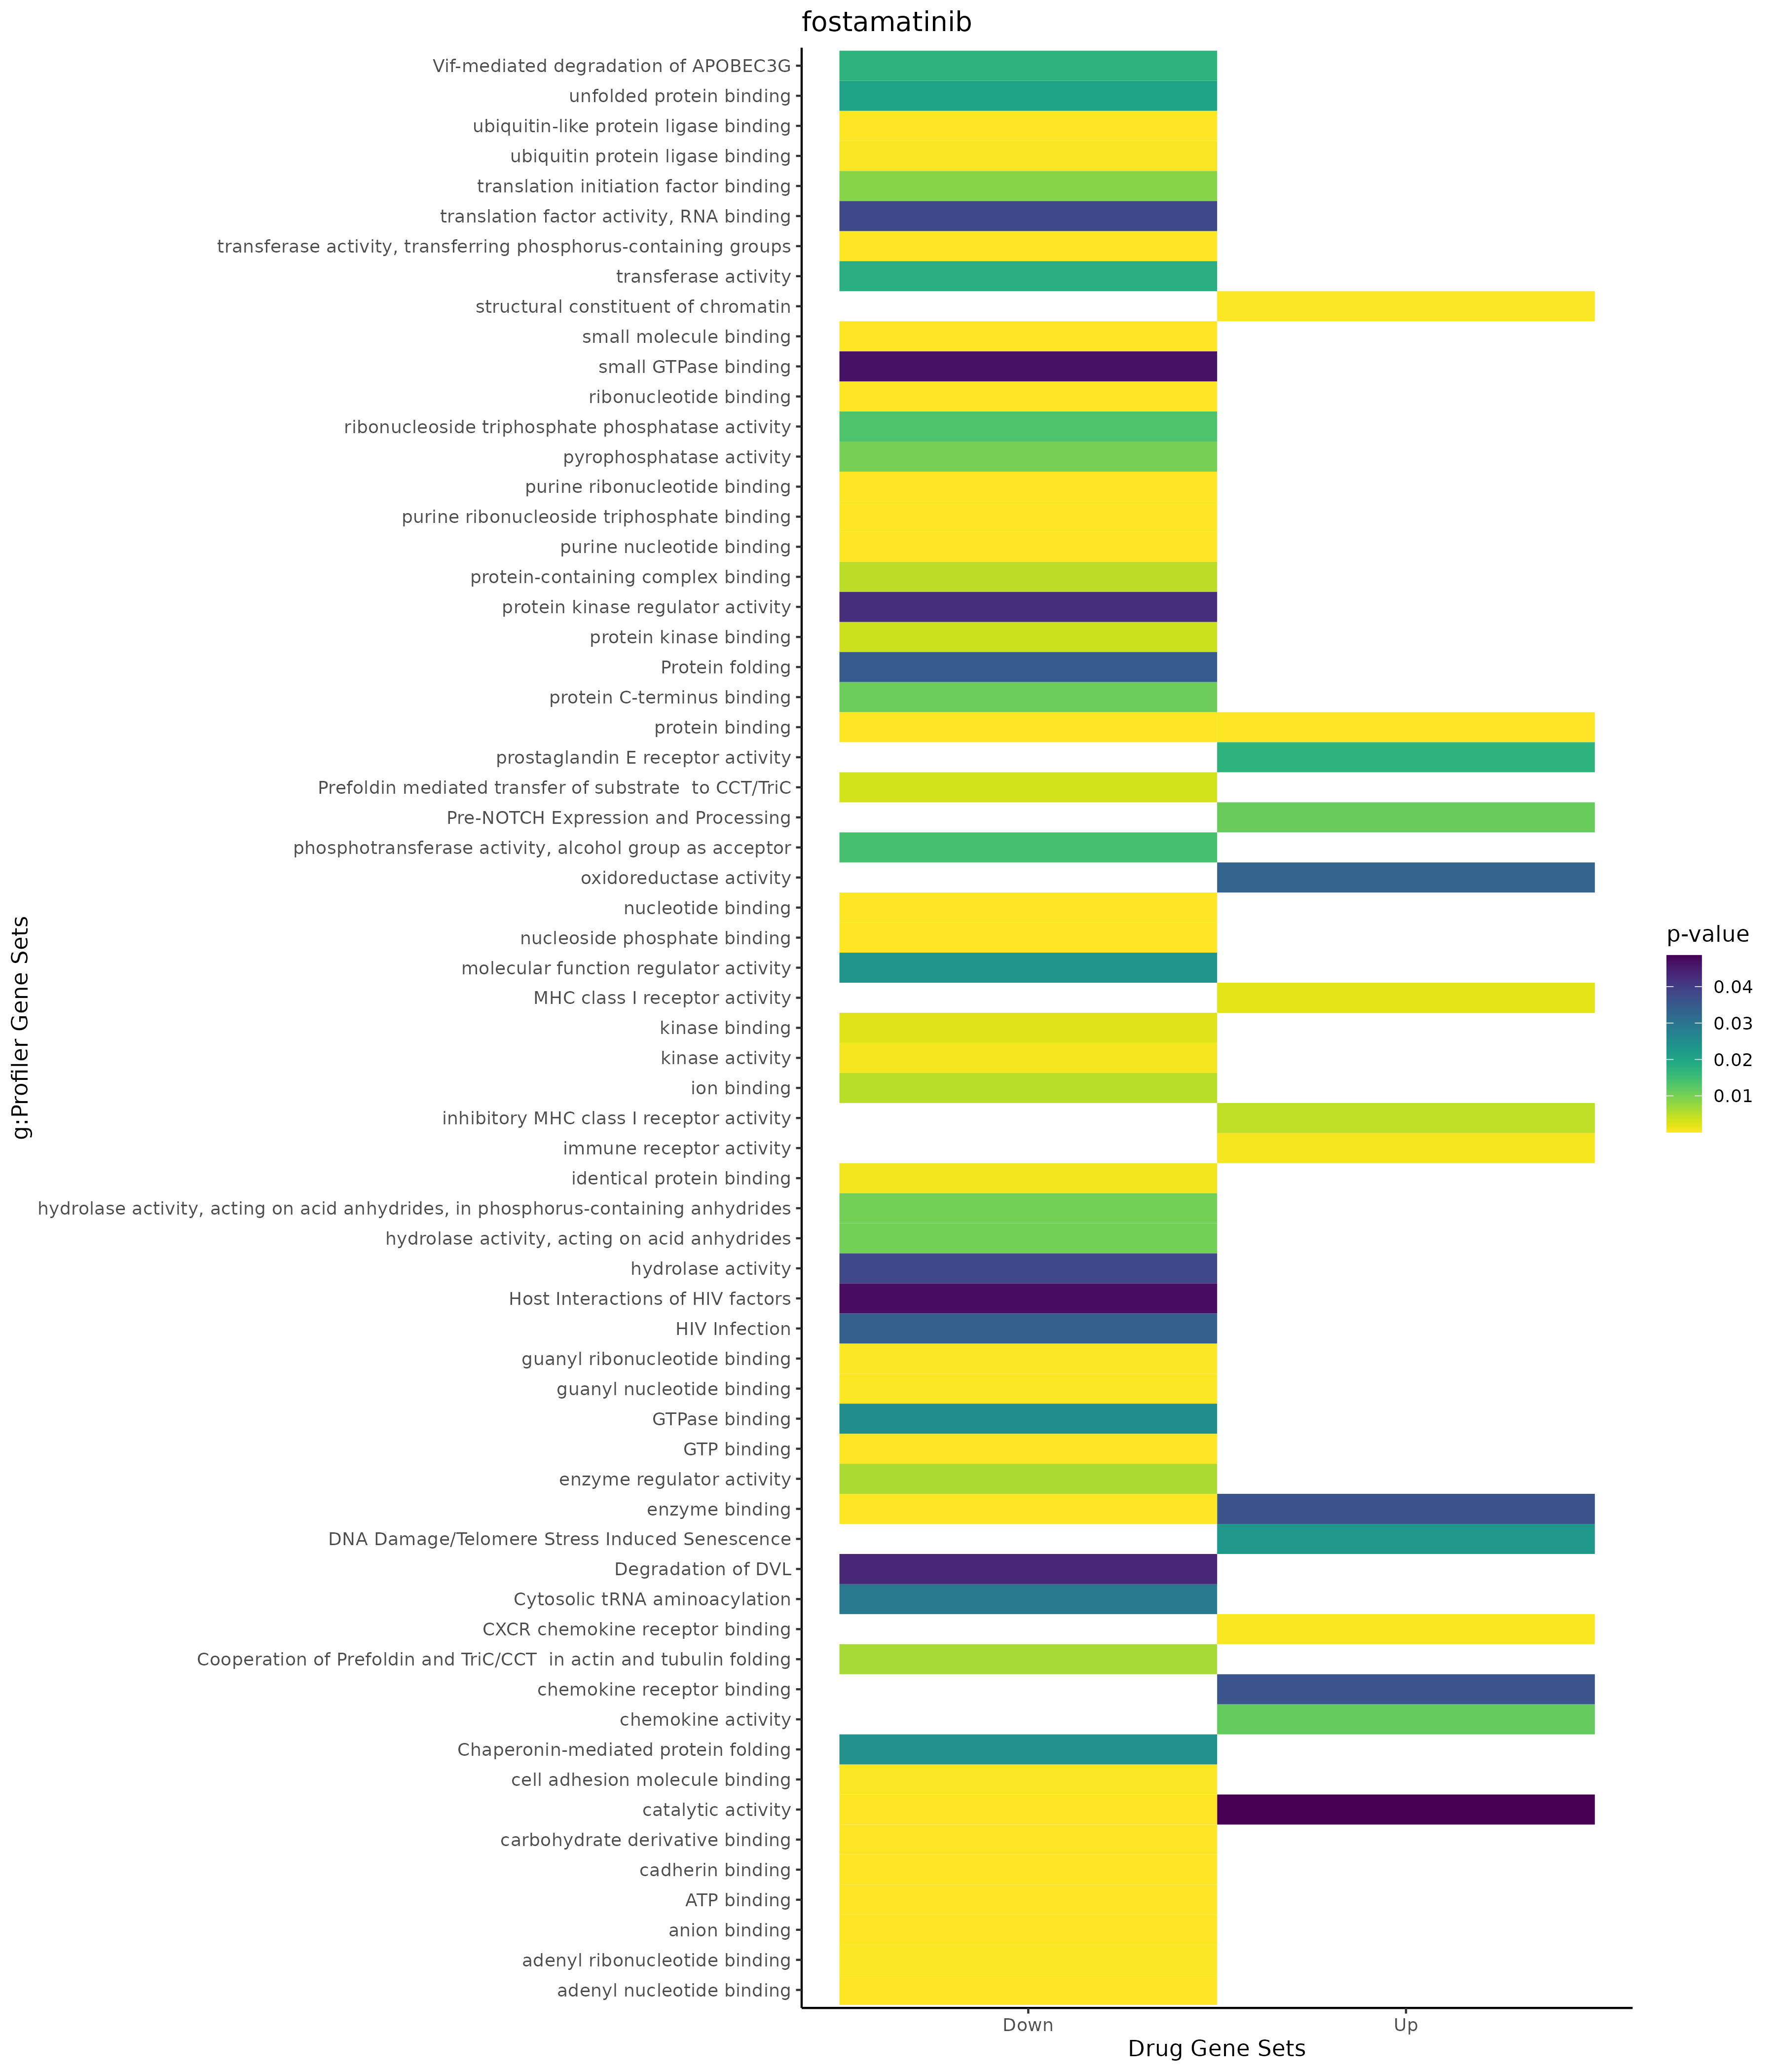 fostamatinib
Vif-mediated degradation of APOBEC3G
unfolded protein binding
ubiquitin-like protein ligase binding
ubiquitin protein ligase binding
translation initiation factor binding
translation factor activity, RNA binding
transferase activity, transferring phosphorus-containing groups
transferase activity
structural constituent of chromatin
small molecule binding
small GTPase binding
ribonucleotide binding
ribonucleoside triphosphate phosphatase activity
pyrophosphatase activity
purine ribonucleotide binding
purine ribonucleoside triphosphate binding
purine nucleotide binding
protein-containing complex binding
protein kinase regulator activity
protein kinase binding
Protein folding
protein C-terminus binding
protein binding
prostaglandin E receptor activity
Prefoldin mediated transfer of substrate  to CCT/TriC
Pre-NOTCH Expression and Processing
phosphotransferase activity, alcohol group as acceptor
oxidoreductase activity
nucleotide binding
nucleoside phosphate binding
molecular function regulator activity
MHC class I receptor activity
kinase binding
kinase activity
ion binding
inhibitory MHC class I receptor activity
immune receptor activity
identical protein binding
hydrolase activity, acting on acid anhydrides, in phosphorus-containing anhydrides
hydrolase activity, acting on acid anhydrides
hydrolase activity
Host Interactions of HIV factors
HIV Infection
guanyl ribonucleotide binding
guanyl nucleotide binding
GTPase binding
GTP binding
enzyme regulator activity
enzyme binding
DNA Damage/Telomere Stress Induced Senescence
Degradation of DVL
Cytosolic tRNA aminoacylation
CXCR chemokine receptor binding
Cooperation of Prefoldin and TriC/CCT  in actin and tubulin folding
chemokine receptor binding
chemokine activity
Chaperonin-mediated protein folding
cell adhesion molecule binding
catalytic activity
carbohydrate derivative binding
cadherin binding
ATP binding
anion binding
adenyl ribonucleotide binding
adenyl nucleotide binding
g:Profiler Gene Sets
Down
Up
Drug Gene Sets
p-value
0.04
0.03
0.02
0.01